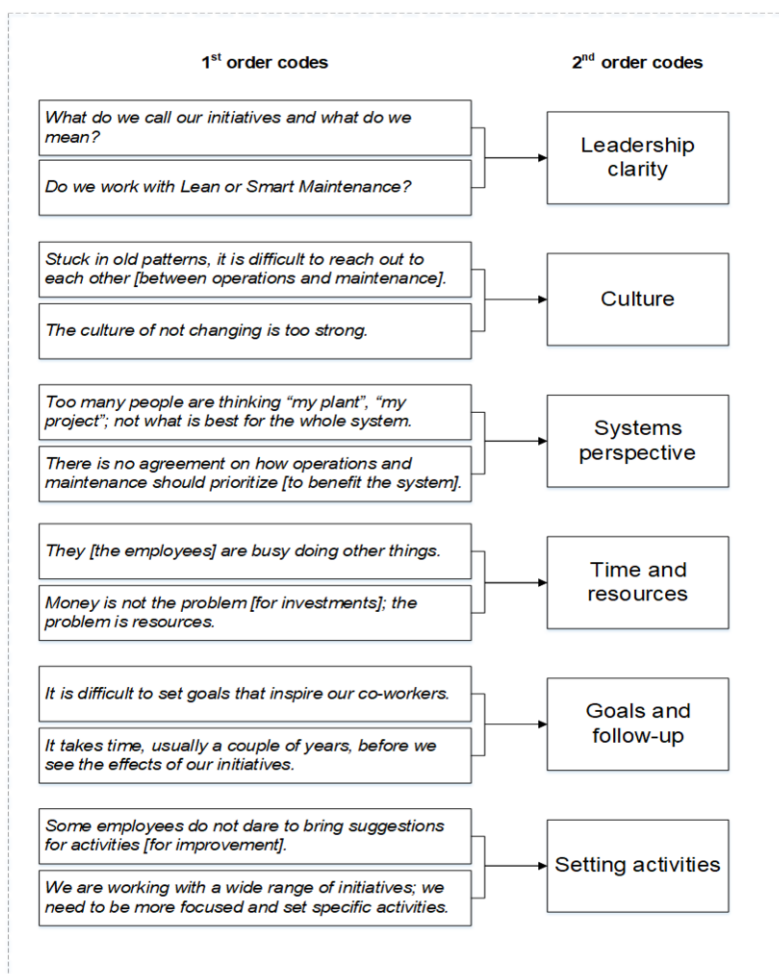 1st order codes
2nd order codes
What do we call our initiatives and what do we
mean?
Do we work with Lean or Smart Maintenance?
Leadership
clarity
Stuck in old patterns, it is difficult to reach out to
each other [between operations and maintenance].
The culture of not changing is too strong.
Culture
Too many people are thinking “my plant”, “my
project”; not what is best for the whole system.
There is no agreement on how operations and
maintenance should prioritize [to benefit the system].
Systems
perspective
They [the employees] are busy doing other things.
Money is not the problem [for investments]; the
problem is resources.
Time and
resources
It is difficult to set goals that inspire our co-workers.
It takes time, usually a couple of years, before we
see the effects of our initiatives.
Goals and
follow-up
Some employees do not dare to bring suggestions
for activities [for improvement].
We are working with a wide range of initiatives; we
need to be more focused and set specific activities.
Setting activities